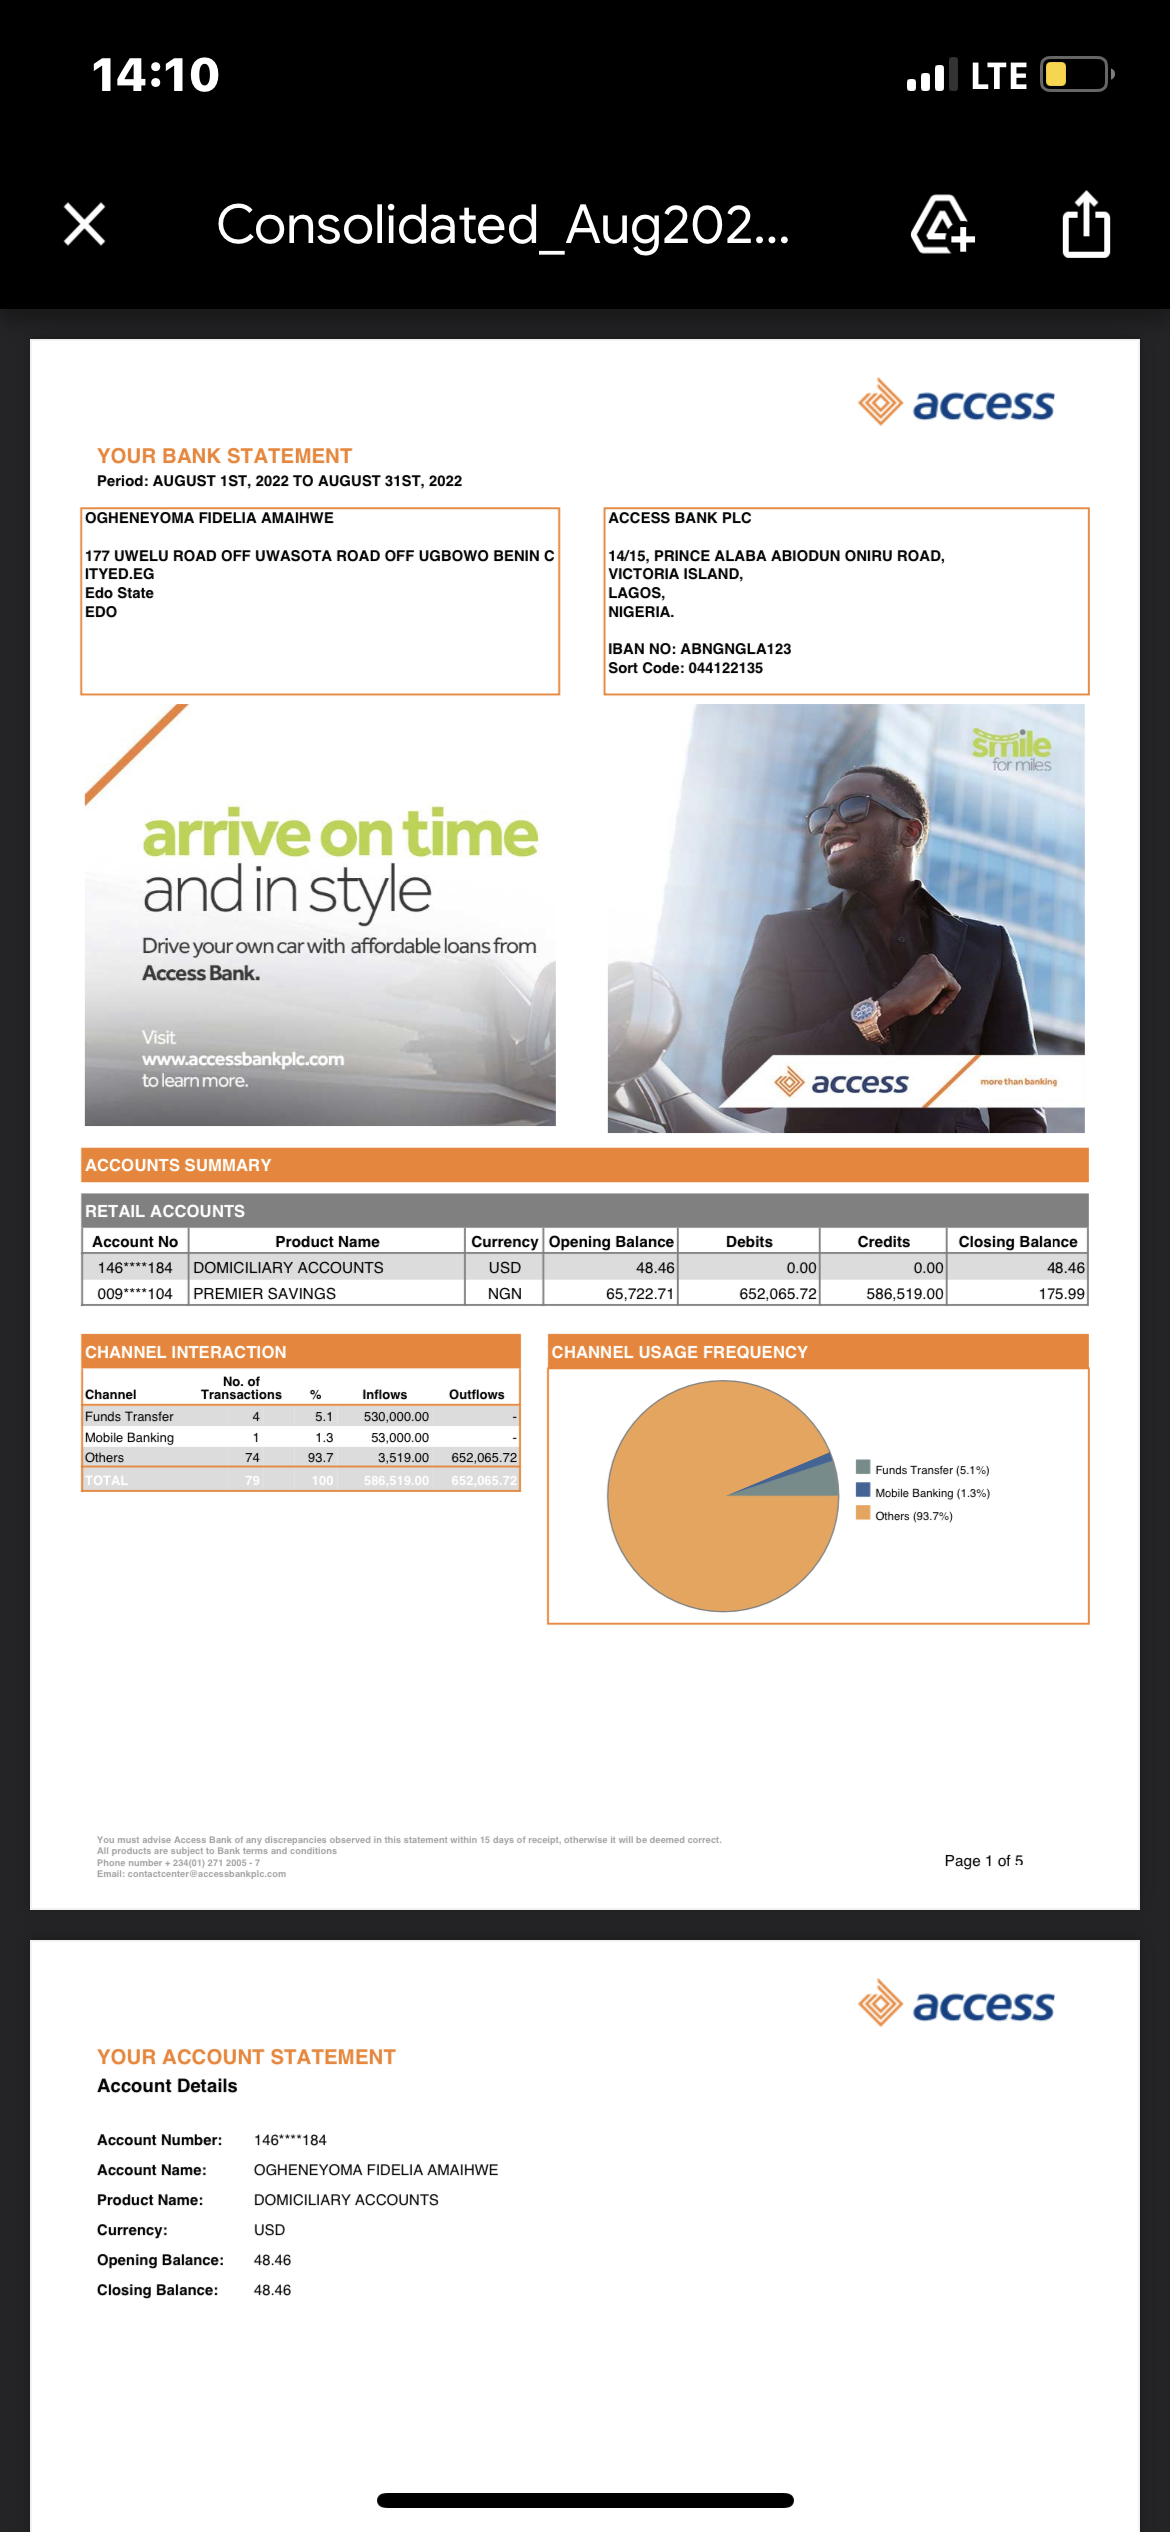 14:10
LTE
Consolidated_Aug202...
access
YOUR BANK STATEMENT
Period: AUGUST 1ST, 2022 TO AUGUST 31ST, 2022
OGHENEYOMA FIDELIA AMAIHWE
177 UWELU ROAD OFF UWASOTA ROAD OFF UGBOWO BENIN C
ITYED.EG
Edo State
EDO
ACCESS BANK PLC
14/15, PRINCE ALABA ABIODUN ONIRU ROAD,
VICTORIA ISLAND,
LAGOS,
NIGERIA.
IBAN NO: ABNGNGLA123
Sort Code: 044122135
arrive on time
and in style
Drive your own car with affordable loans from
Access Bank.
Visit
www.accessbankplc.com
to learn more.
smile
for miles
access
more than banking
ACCOUNTS SUMMARY
RETAIL ACCOUNTS
Account No Product Name Currency Opening Balance Debits Credits Closing Balance
146****184 DOMICILIARY ACCOUNTS USD 48.46 0.00 0.00 48.46
009****104 PREMIER SAVINGS NGN 65,722.71 652,065.72 586,519.00 175.99
CHANNEL INTERACTION
Channel No. of Transactions % Inflows Outflows
Funds Transfer 4 5.1 530,000.00 -
Mobile Banking 1 1.3 53,000.00 -
Others 74 93.7 3,519.00 652,065.72
TOTAL 79 100 586,519.00 652,065.72
CHANNEL USAGE FREQUENCY
Funds Transfer (5.1%)
Mobile Banking (1.3%)
Others (93.7%)
You must advise Access Bank of any discrepancies observed in this statement within 15 days of receipt, otherwise it will be deemed correct.
All products are subject to Bank terms and conditions
Phone number + 234(01) 271 2005 - 7
Email: contactcenter@accessbankplc.com
Page 1 of 5
access
YOUR ACCOUNT STATEMENT
Account Details
Account Number: 146****184
Account Name: OGHENEYOMA FIDELIA AMAIHWE
Product Name: DOMICILIARY ACCOUNTS
Currency: USD
Opening Balance: 48.46
Closing Balance: 48.46